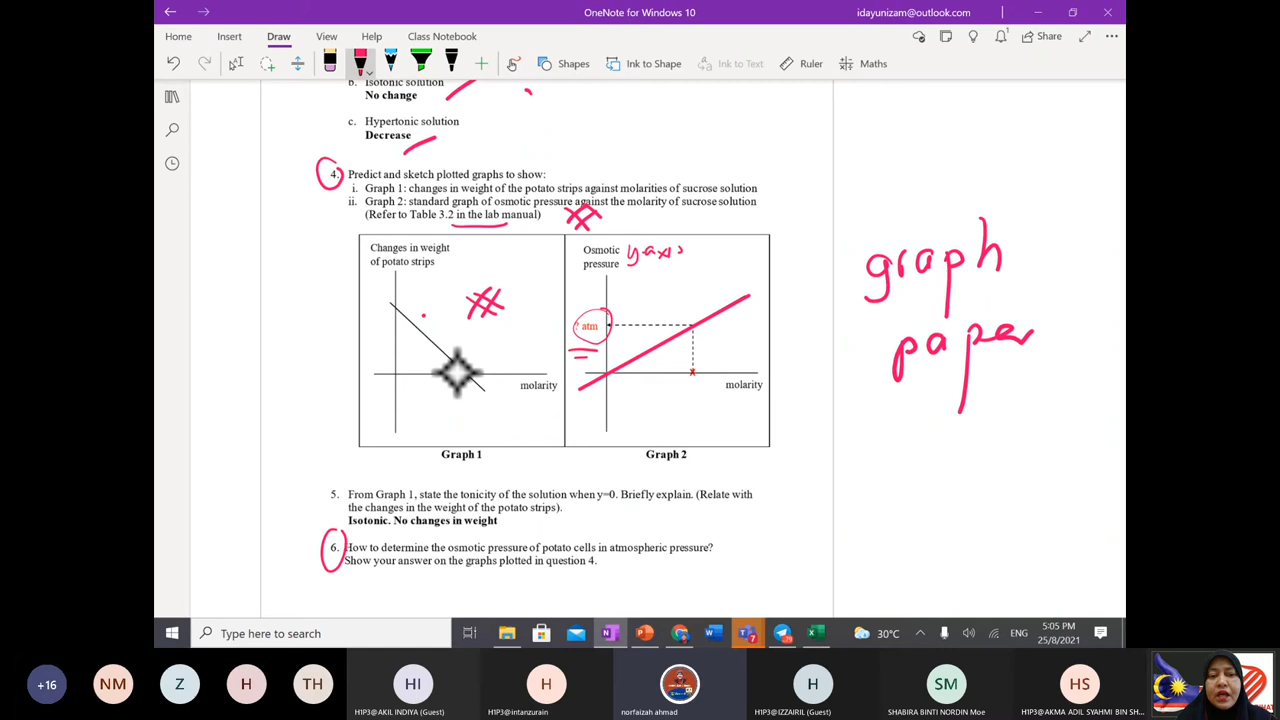 OneNote for Windows 10
idayunizam@outlook.com
Home Insert Draw View Help Class Notebook
Share
Shapes
Ink to Shape
Ink to Text
Ruler
Maths
b. Isotonic solution
No change
c. Hypertonic solution
Decrease
4. Predict and sketch plotted graphs to show:
i. Graph 1: changes in weight of the potato strips against molarities of sucrose solution
ii. Graph 2: standard graph of osmotic pressure against the molarity of sucrose solution
(Refer to Table 3.2 in the lab manual)
Changes in weight
of potato strips
molarity
Osmotic
pressure
y axis
? atm
x
molarity
Graph 1
Graph 2
graph
paper
5. From Graph 1, state the tonicity of the solution when y=0. Briefly explain. (Relate with
the changes in the weight of the potato strips).
Isotonic. No changes in weight
6. How to determine the osmotic pressure of potato cells in atmospheric pressure?
Show your answer on the graphs plotted in question 4.
Type here to search
30°C
ENG
5:05 PM
25/8/2021
+16
NM
Z
H
TH
HI
H1P3@AKIL INDIYA (Guest)
H
H1P3@intanzurain
norfaizah ahmad
H
H1P3@IZZAIRIL (Guest)
SM
SHABIRA BINTI NORDIN Moe
HS
H1P3@AKMA ADIL SYAHMI BIN SH...